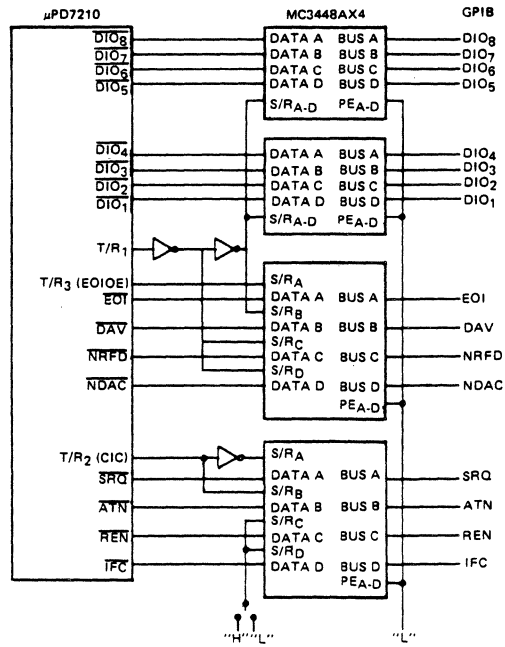 μPD7210 MC3448AX4 GPIB
DIO8 DATA A BUS A DIO8
DIO7 DATA B BUS B DIO7
DIO6 DATA C BUS C DIO6
DIO5 DATA D BUS D DIO5
S/RA-D PEA-D
DIO4 DATA A BUS A DIO4
DIO3 DATA B BUS B DIO3
DIO2 DATA C BUS C DIO2
DIO1 DATA D BUS D DIO1
S/RA-D PEA-D
T/R1
T/R3 (EOIOE) S/RA
EOI DATA A BUS A EOI
S/RB
DAV DATA B BUS B DAV
S/RC
NRFD DATA C BUS C NRFD
S/RD
NDAC DATA D BUS D NDAC
PEA-D
T/R2 (CIC) S/RA
SRQ DATA A BUS A SRQ
S/RB
ATN DATA B BUS B ATN
S/RC
REN DATA C BUS C REN
S/RD
IFC DATA D BUS D IFC
PEA-D
"H" "L" "L"